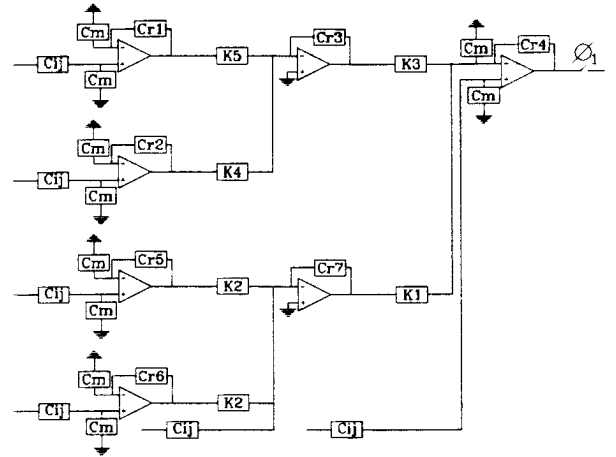 Cm Cr1 Cij Cm K5 Cr3 K3 Cm Cr4 Cm ∅1
Cm Cr2 Cij Cm K4
Cm Cr5 Cij Cm K2 Cr7 K1
Cm Cr6 Cij Cm K2
Cij Cij